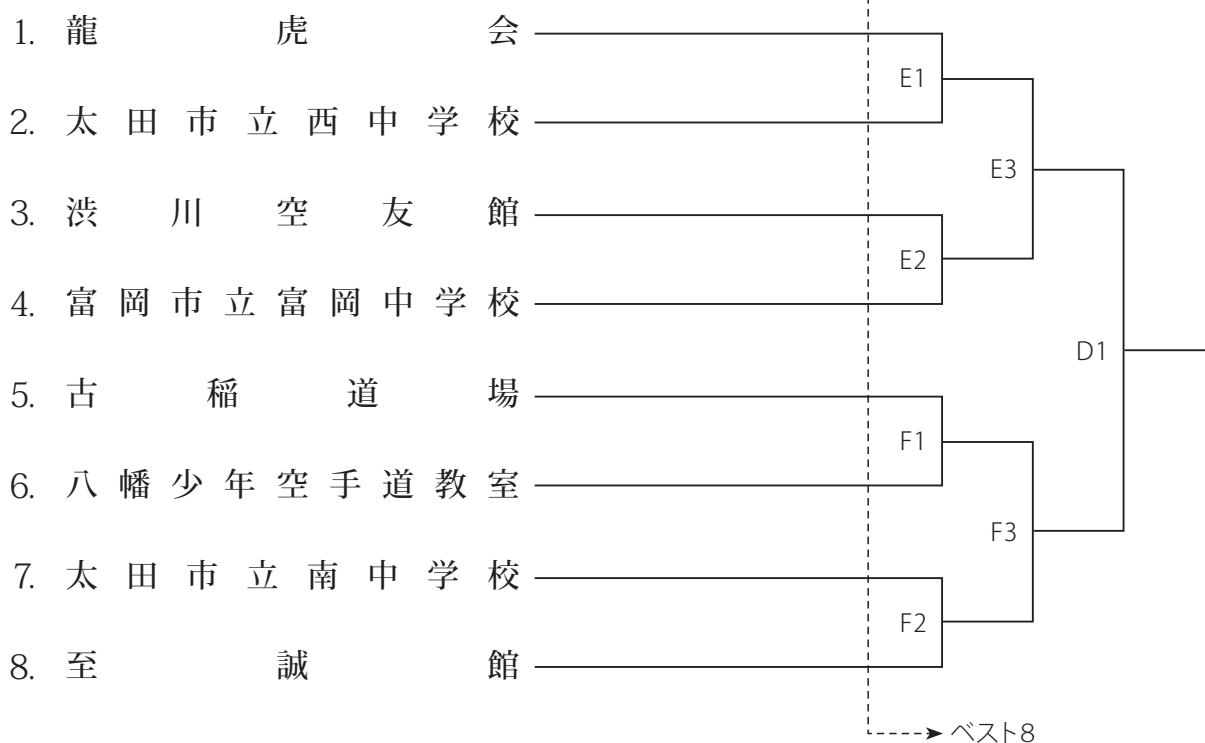 1. 龍虎会
E1
2. 太田市立西中学校
E3
3. 渋川空友館
E2
4. 富岡市立富岡中学校
D1
5. 古稲道場
F1
6. 八幡少年空手道教室
F3
7. 太田市立南中学校
F2
8. 至誠館
ベスト8